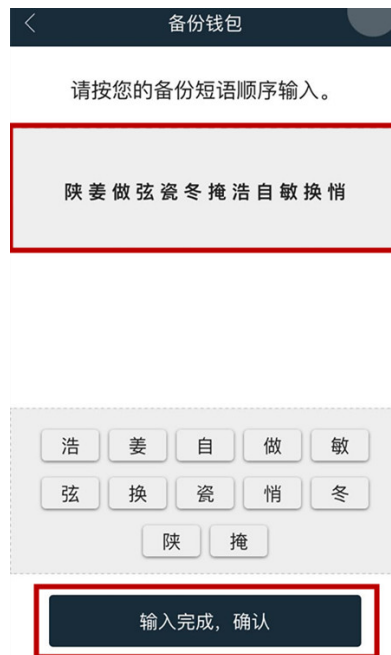 备份钱包
请按您的备份短语顺序输入。
陕 姜 做 弦 瓷 冬 掩 浩 自 敏 换 悄
浩 姜 自 做 敏
弦 换 瓷 悄 冬
陕 掩
输入完成，确认